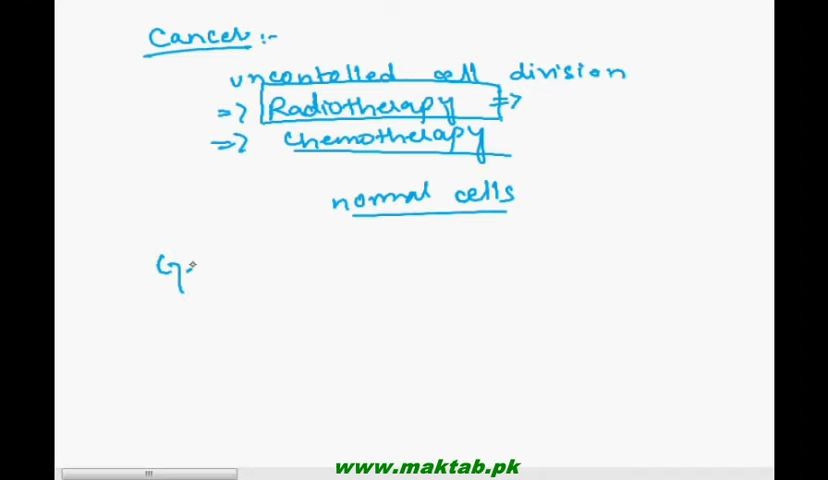 Cancer :-
uncontolled cell division
=> Radiotherapy =>
=> chemotherapy
normal cells
G
www.maktab.pk